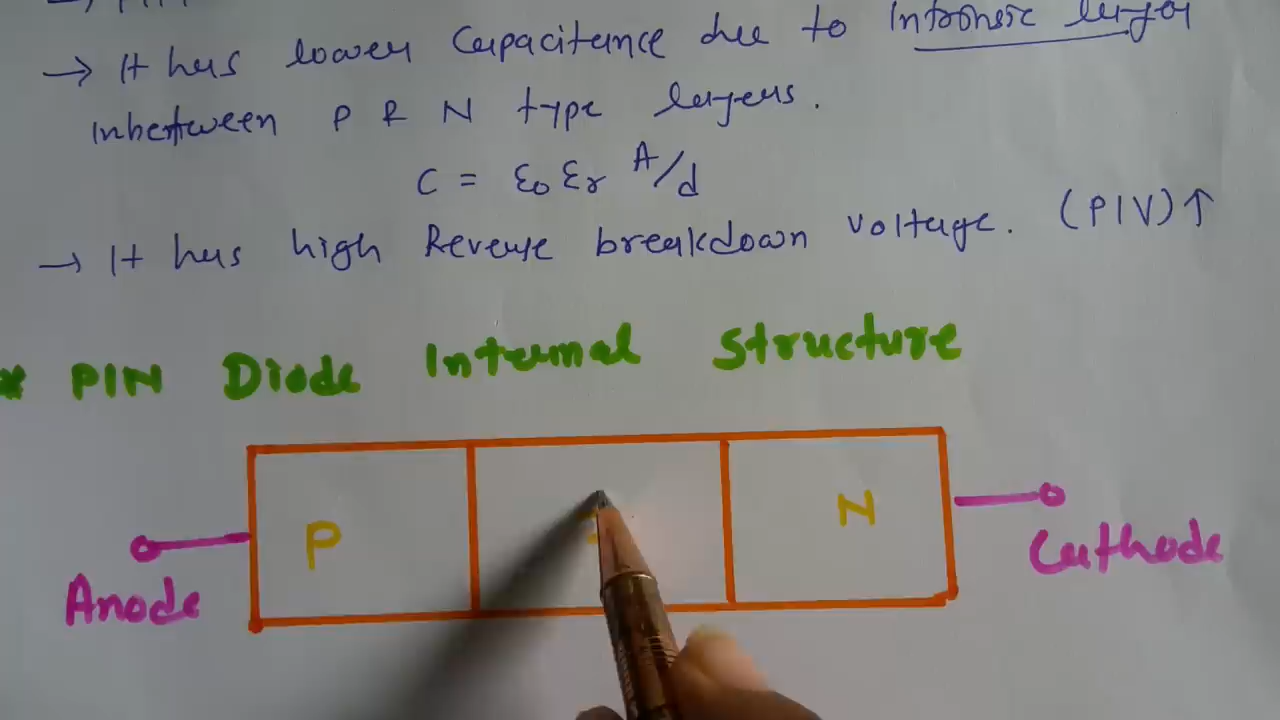 → It has lower Capacitance due to Intrinsic layer
inbetween P & N type layers.
C = ε₀ εr A/d
→ It has high Reverse breakdown voltage. (PIV)↑
* PIN Diode Internal Structure
P N
Anode Cathode